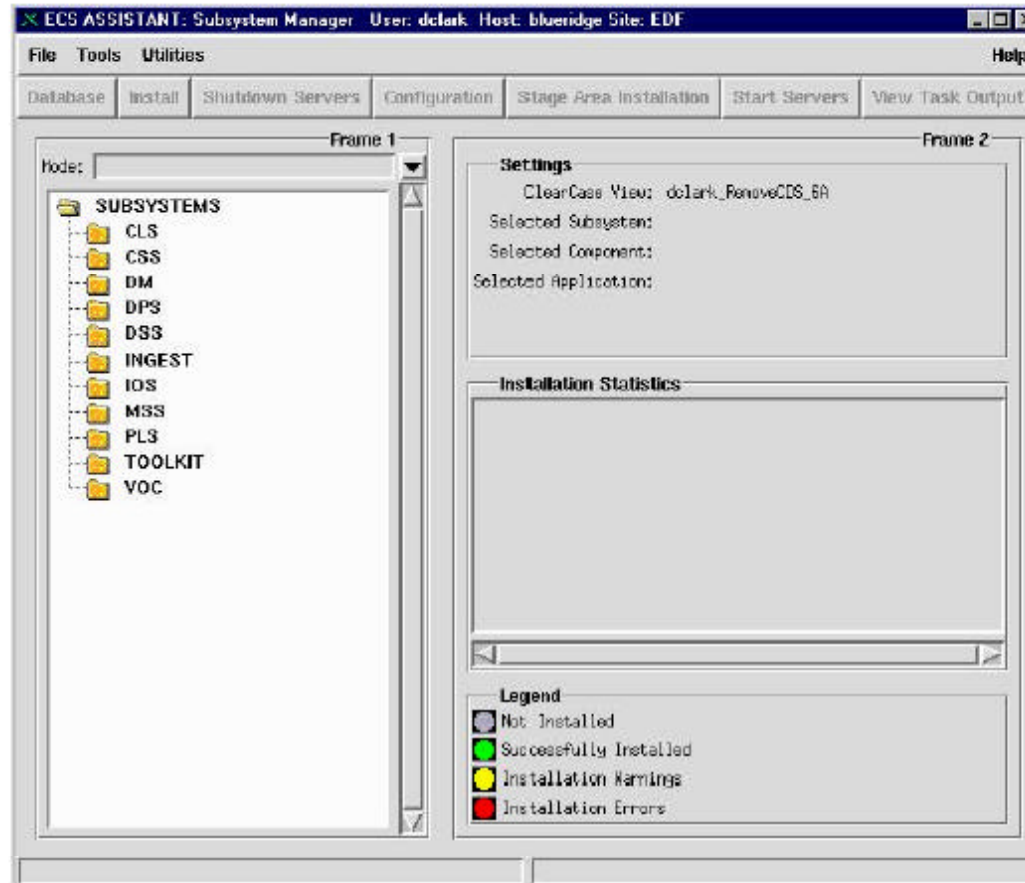 ECS ASSISTANT: Subsystem Manager User: dclark Host: blueridge Site: EDF
File Tools Utilities Help
Database Install Shutdown Servers Configuration Stage Area Installation Start Servers View Task Output
Frame 1
Mode:
SUBSYSTEMS
CLS
CSS
DM
DPS
DSS
INGEST
IOS
MSS
PLS
TOOLKIT
VOC
Frame 2
Settings
ClearCase View: dclark_RemoveCDS_6A
Selected Subsystem:
Selected Component:
Selected Application:
Installation Statistics
Legend
Not Installed
Successfully Installed
Installation Warnings
Installation Errors